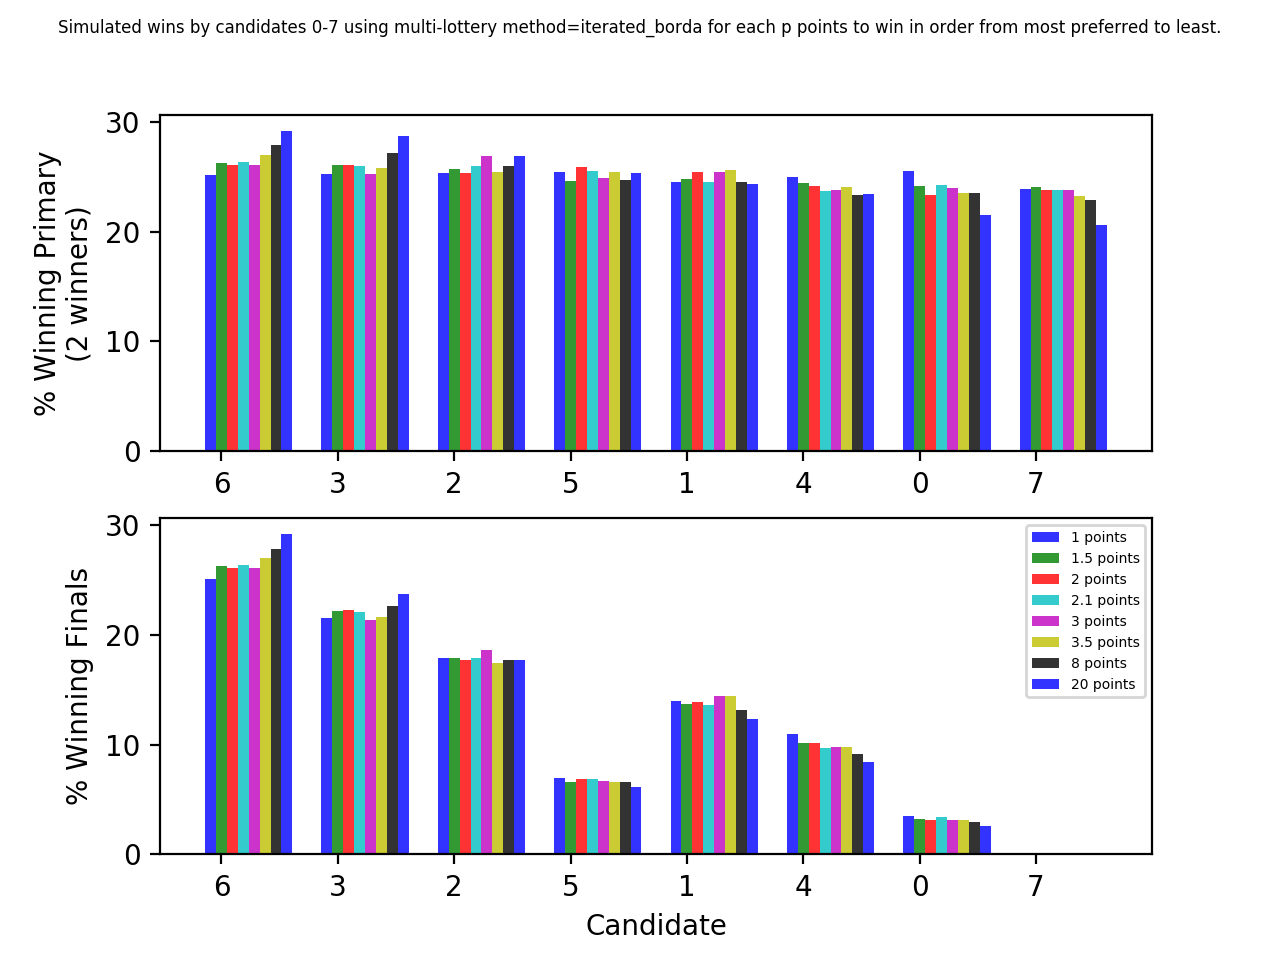 Simulated wins by candidates 0-7 using multi-lottery method=iterated_borda for each p points to win in order from most preferred to least.
% Winning Primary
(2 winners)
30
20
10
0
6 3 2 5 1 4 0 7
% Winning Finals
30
20
10
0
1 points
1.5 points
2 points
2.1 points
3 points
3.5 points
8 points
20 points
6 3 2 5 1 4 0 7
Candidate